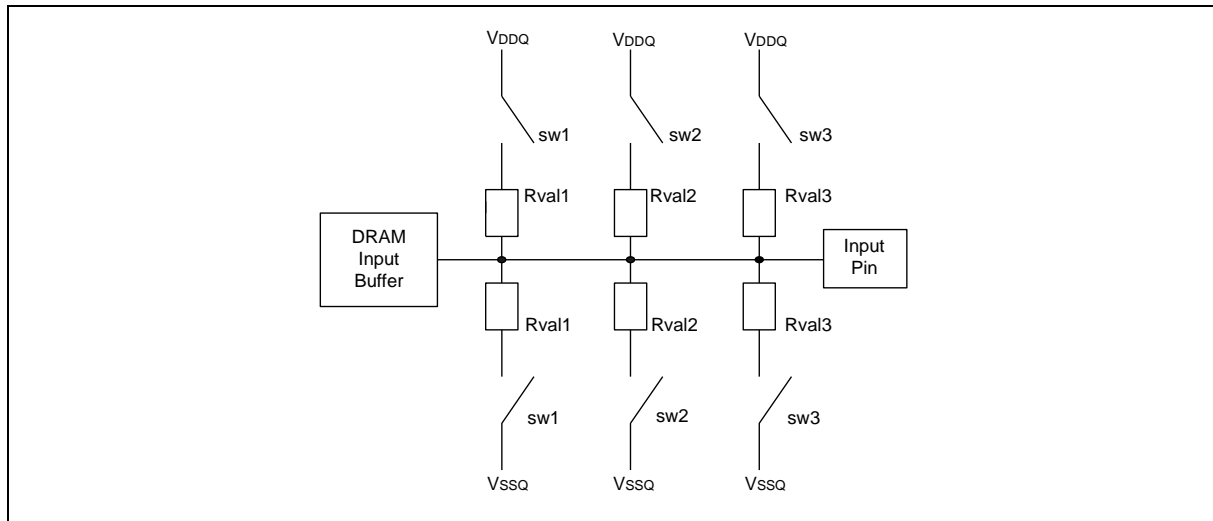 VDDQ VDDQ VDDQ
sw1 sw2 sw3
Rval1 Rval2 Rval3
DRAM
Input
Buffer
Input
Pin
Rval1 Rval2 Rval3
sw1 sw2 sw3
VSSQ VSSQ VSSQ